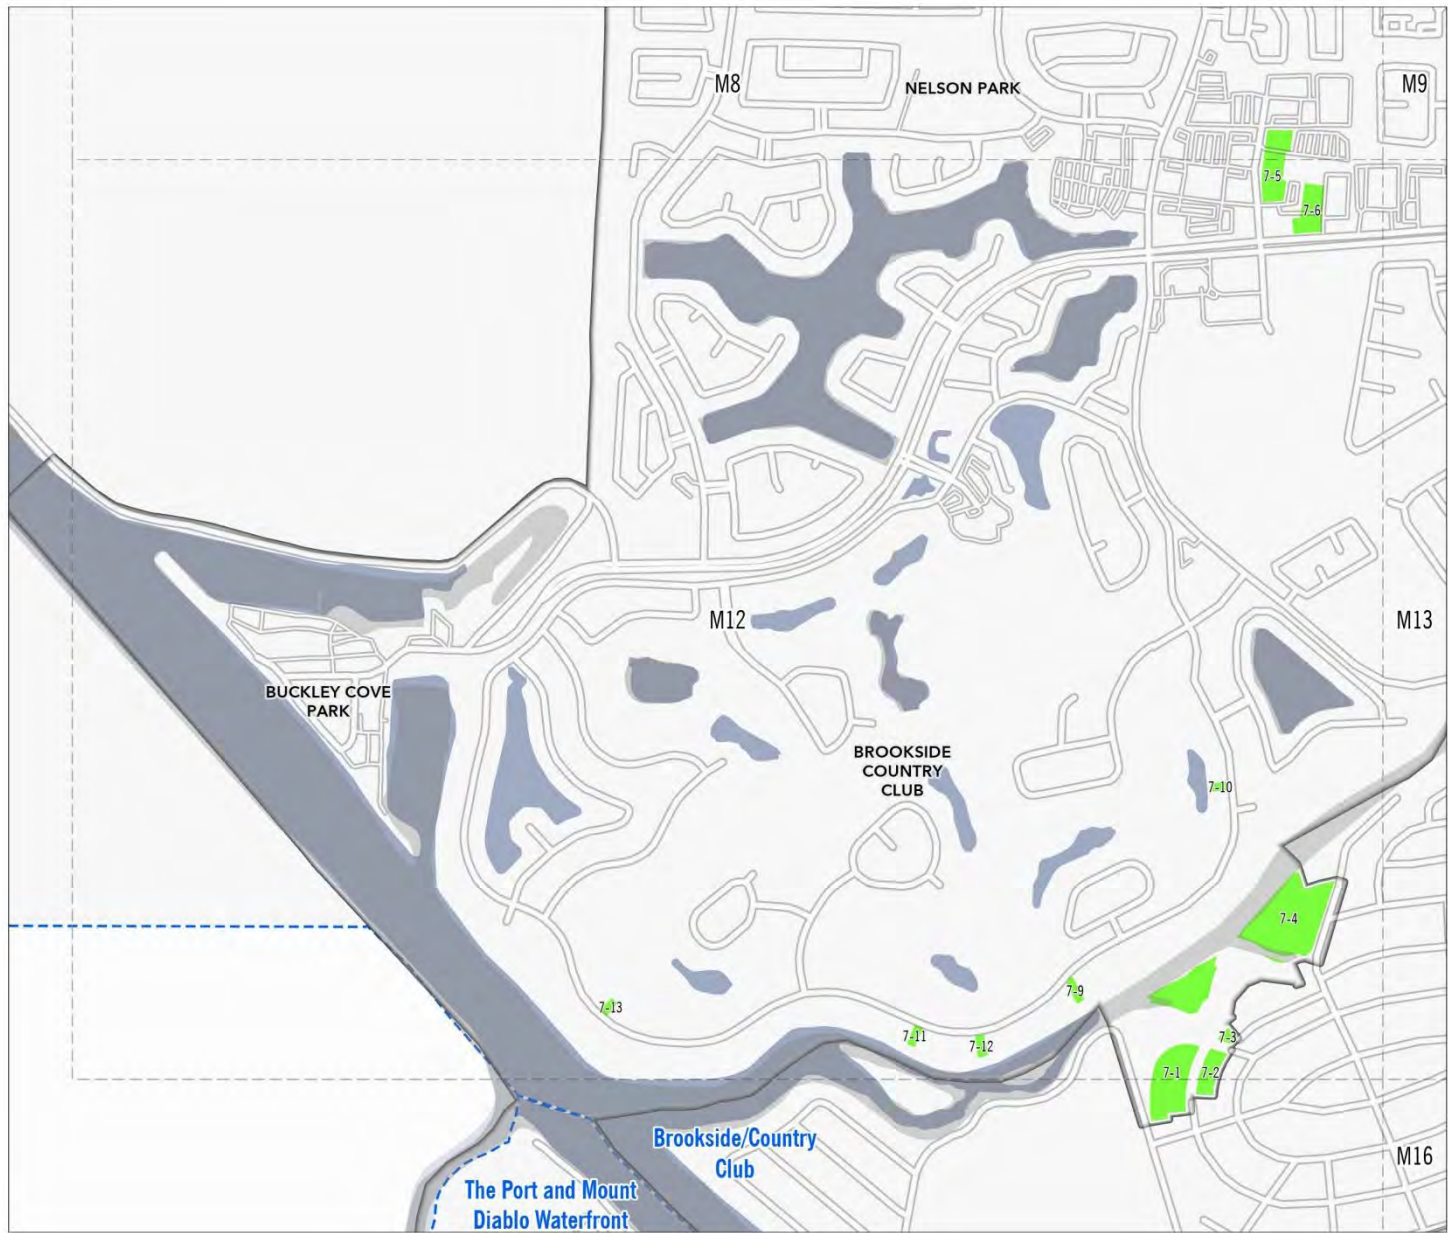 M8
NELSON PARK
M9
7-5
7-6
M12
M13
BUCKLEY COVE
PARK
BROOKSIDE
COUNTRY
CLUB
7-10
7-4
7-9
7-13
7-11
7-12
7-3
7-1
7-2
Brookside/Country
Club
M16
The Port and Mount
Diablo Waterfront